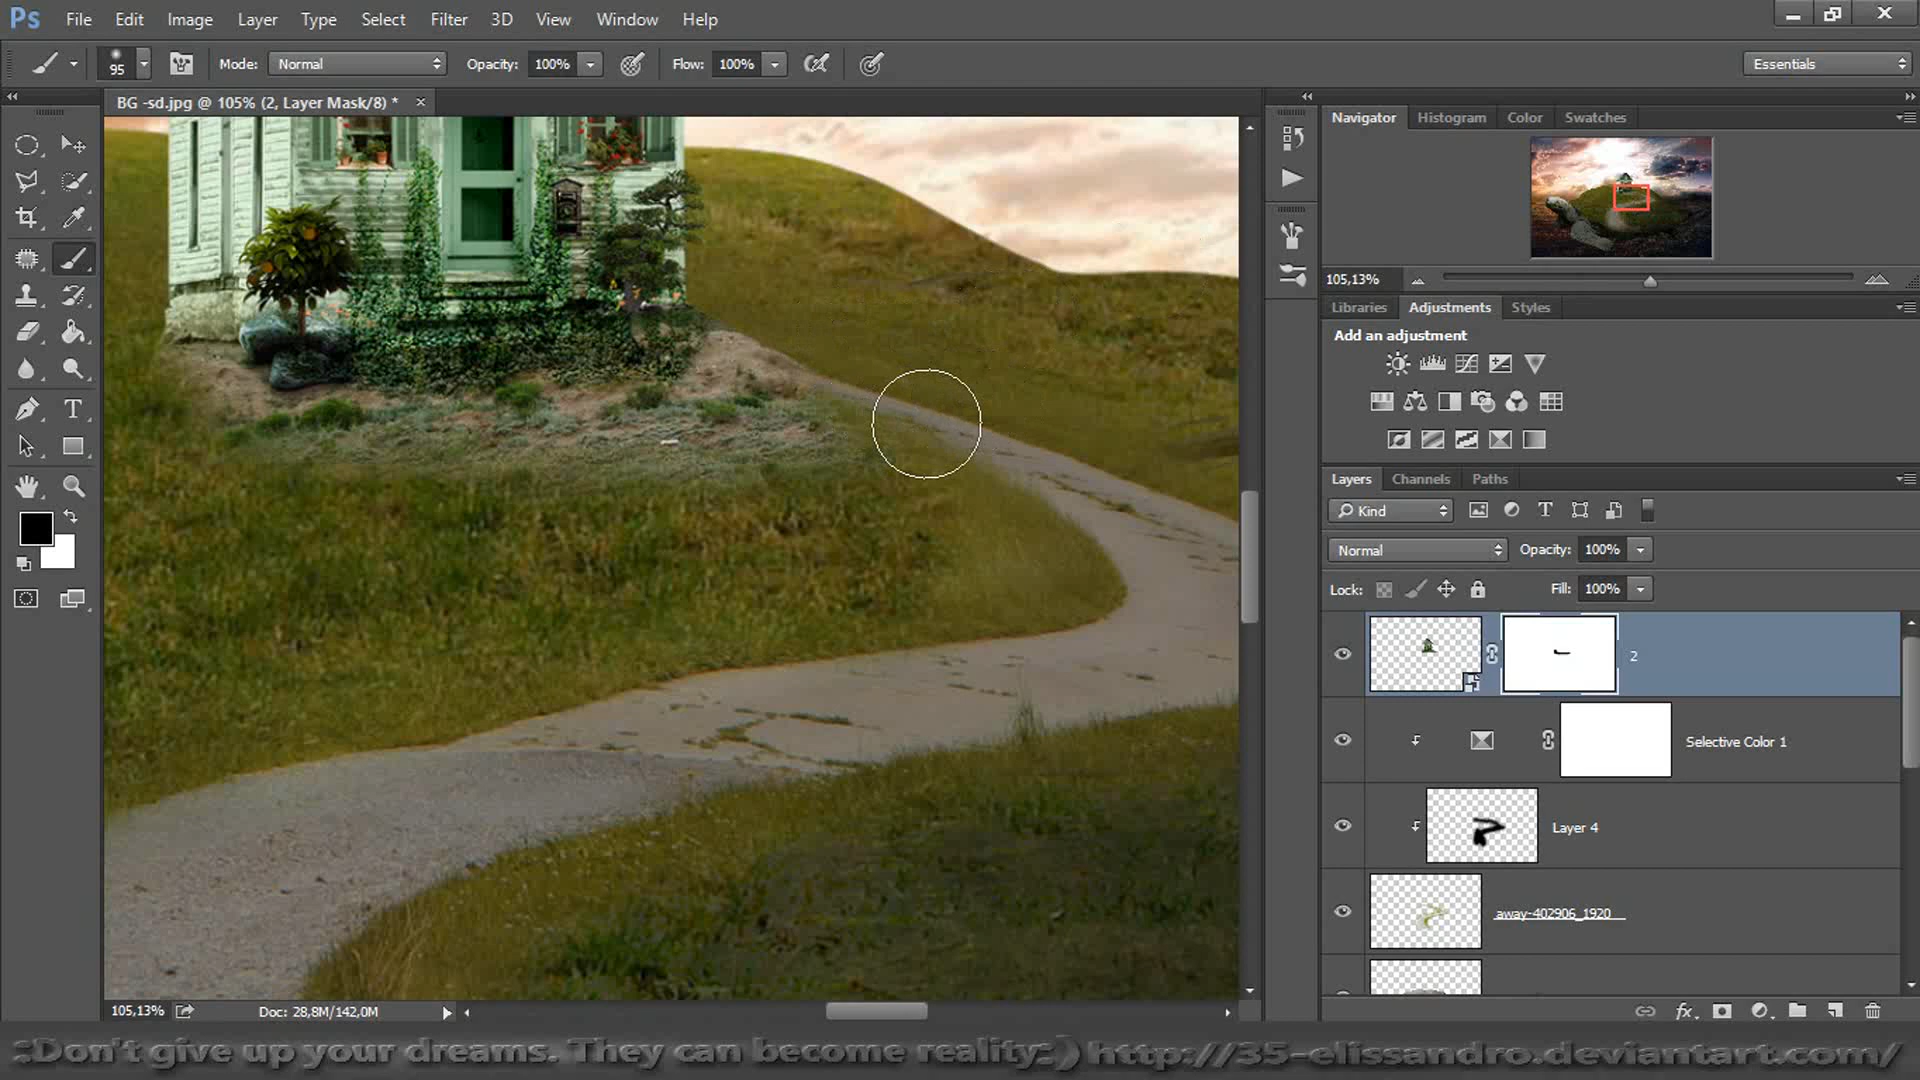 Ps File Edit Image Layer Type Select Filter 3D View Window Help
95 Mode: Normal Opacity: 100% Flow: 100% Essentials
BG -sd.jpg @ 105% (2, Layer Mask/8) * ×
Navigator Histogram Color Swatches
105,13%
Libraries Adjustments Styles
Add an adjustment
Layers Channels Paths
Kind T
Normal Opacity: 100%
Lock: Fill: 100%
2
Selective Color 1
Layer 4
away-402906_1920
105,13% Doc: 28,8M/142,0M
fx
.:Don't give up your dreams. They can become reality:.) http://35-elissandro.deviantart.com/